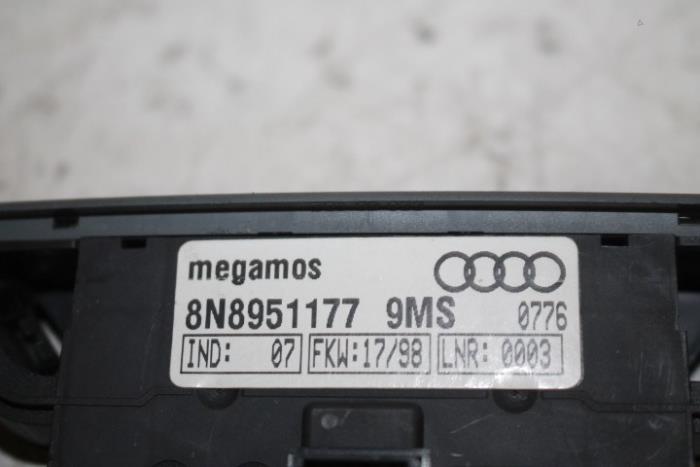 megamos
8N8951177 9MS 0776
IND: 07 FKW:17/98 LNR: 0003